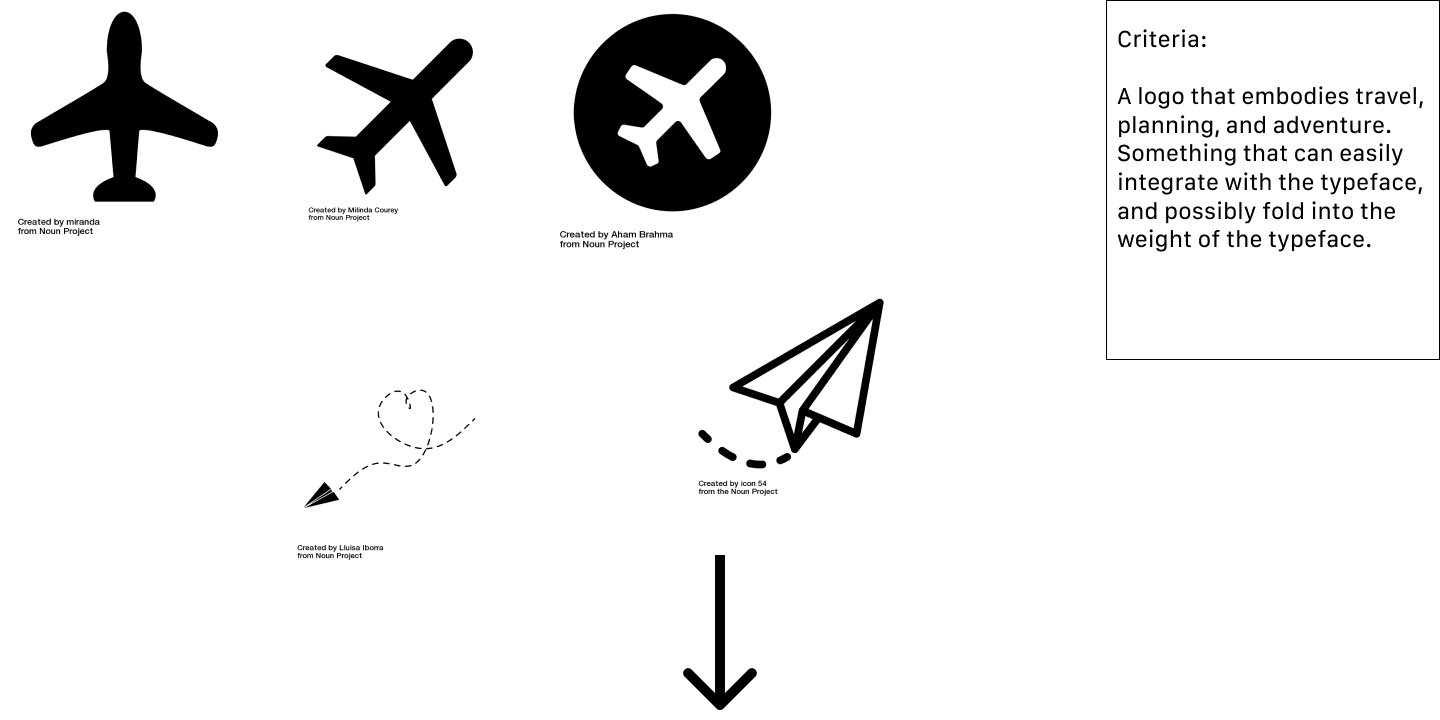 Created by miranda
from Noun Project
Created by Milinda Courey
from Noun Project
Created by Aham Brahma
from Noun Project
Criteria:
A logo that embodies travel,
planning, and adventure.
Something that can easily
integrate with the typeface,
and possibly fold into the
weight of the typeface.
Created by Lluisa Iborra
from Noun Project
Created by icon 54
from the Noun Project